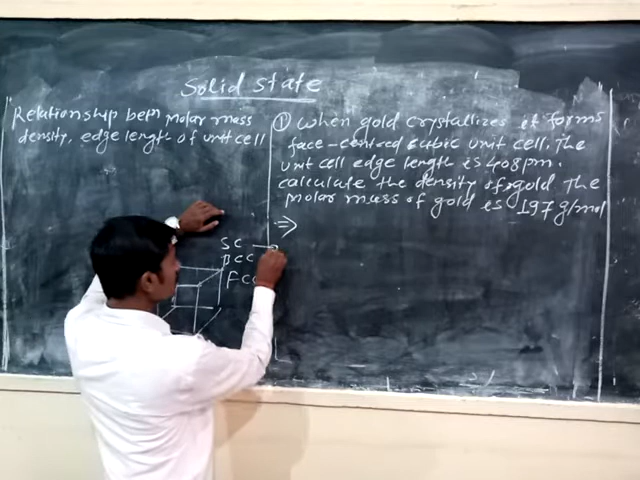 Solid state
Relationship betn molar mass
density, edge length of unit cell
SC —
BCC
FCC
① When gold crystallizes it forms
face-centred cubic unit cell. The
unit cell edge length is 408pm.
calculate the density of gold The
molar mass of gold is 197 g/mol
⇒